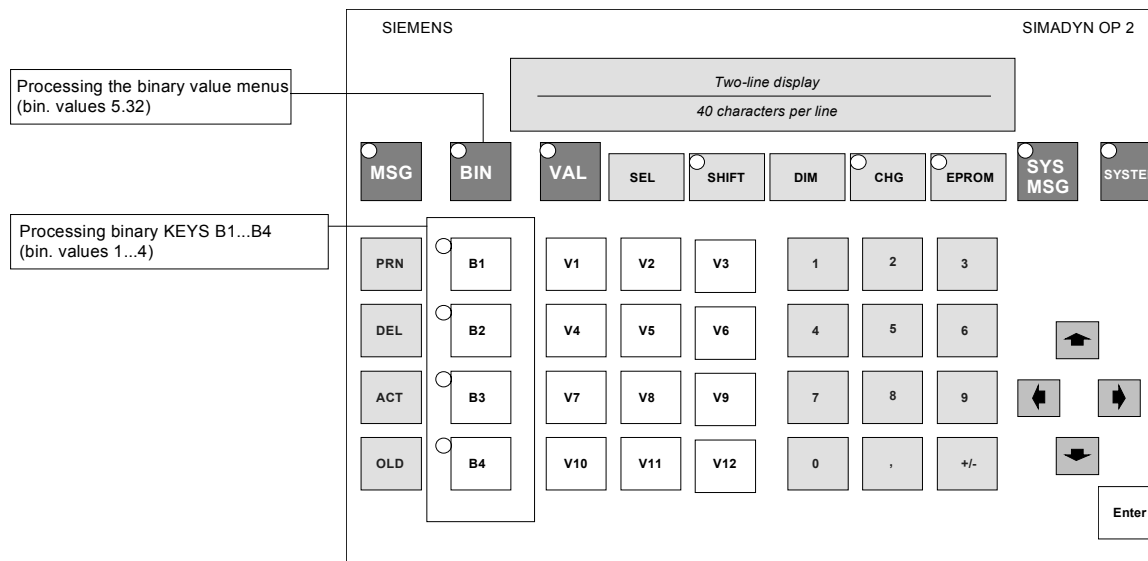 SIEMENS
SIMADYN OP 2
Processing the binary value menus
(bin. values 5.32)
Two-line display
40 characters per line
MSG
BIN
VAL
SEL
SHIFT
DIM
CHG
EPROM
SYS
MSG
SYSTE
Processing binary KEYS B1...B4
(bin. values 1...4)
PRN
B1
V1
V2
V3
1
2
3
DEL
B2
V4
V5
V6
4
5
6
ACT
B3
V7
V8
V9
7
8
9
OLD
B4
V10
V11
V12
0
,
+/-
Enter